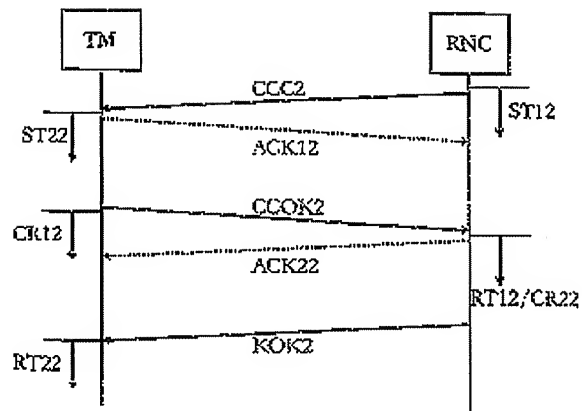 TM
RNC
CCC2
ST12
ST22
ACK12
CCOK2
CR12
ACK22
RT12/CR22
KOK2
RT22